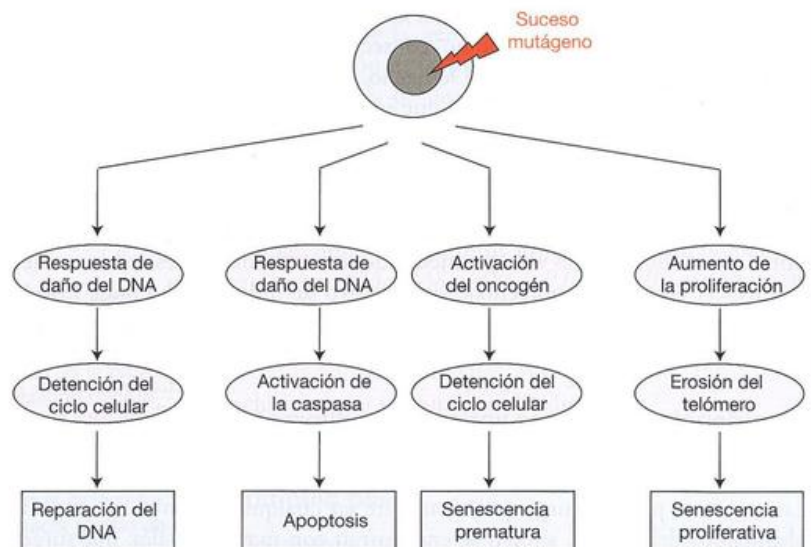 Suceso
mutágeno
Respuesta de
daño del DNA
Respuesta de
daño del DNA
Activación
del oncogén
Aumento de
la proliferación
Detención del
ciclo celular
Activación de
la caspasa
Detención del
ciclo celular
Erosión del
telómero
Reparación del
DNA
Apoptosis
Senescencia
prematura
Senescencia
proliferativa